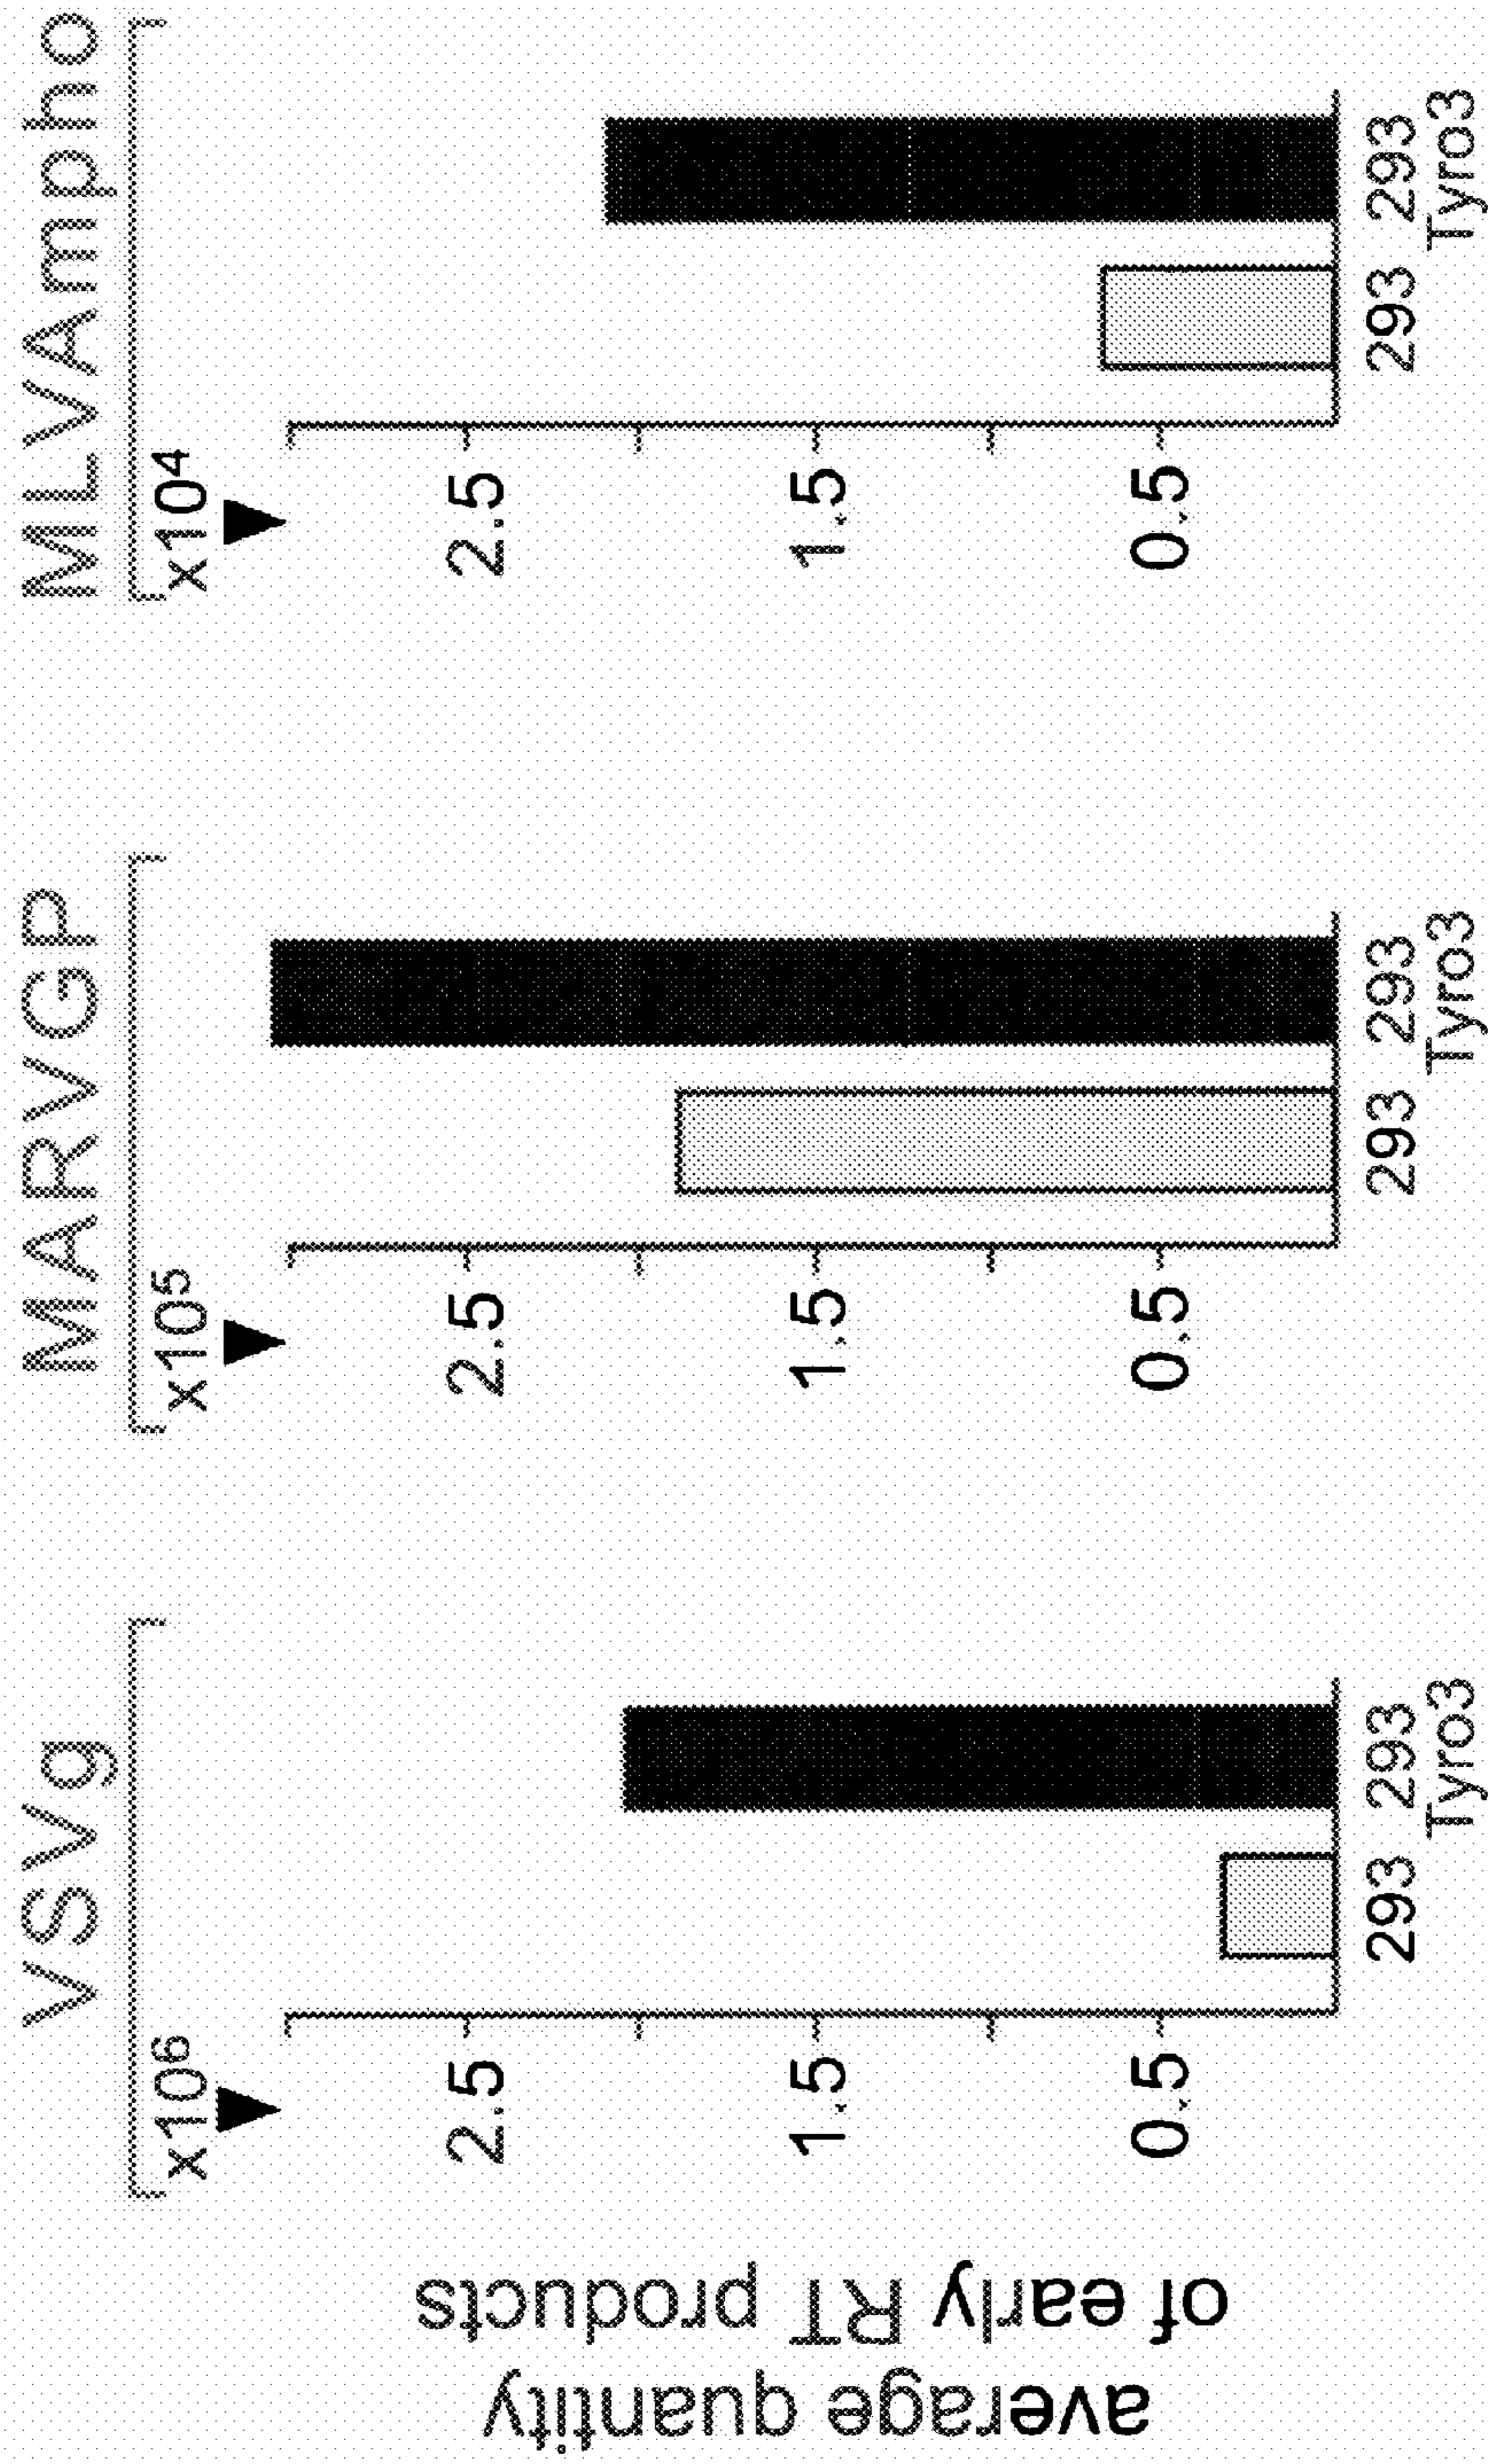 average quantity
of early RT products
VSVg
x10⁶
2.5
1.5
0.5
293 293
Tyro3
MARVGP
x10⁵
2.5
1.5
0.5
293 293
Tyro3
MLVAmpho
x10⁴
2.5
1.5
0.5
293 293
Tyro3